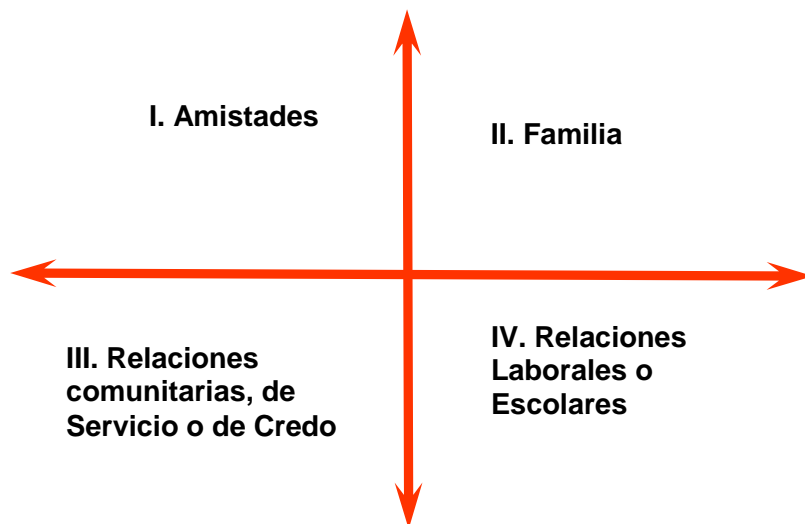 I. Amistades
II. Familia
III. Relaciones
comunitarias, de
Servicio o de Credo
IV. Relaciones
Laborales o
Escolares